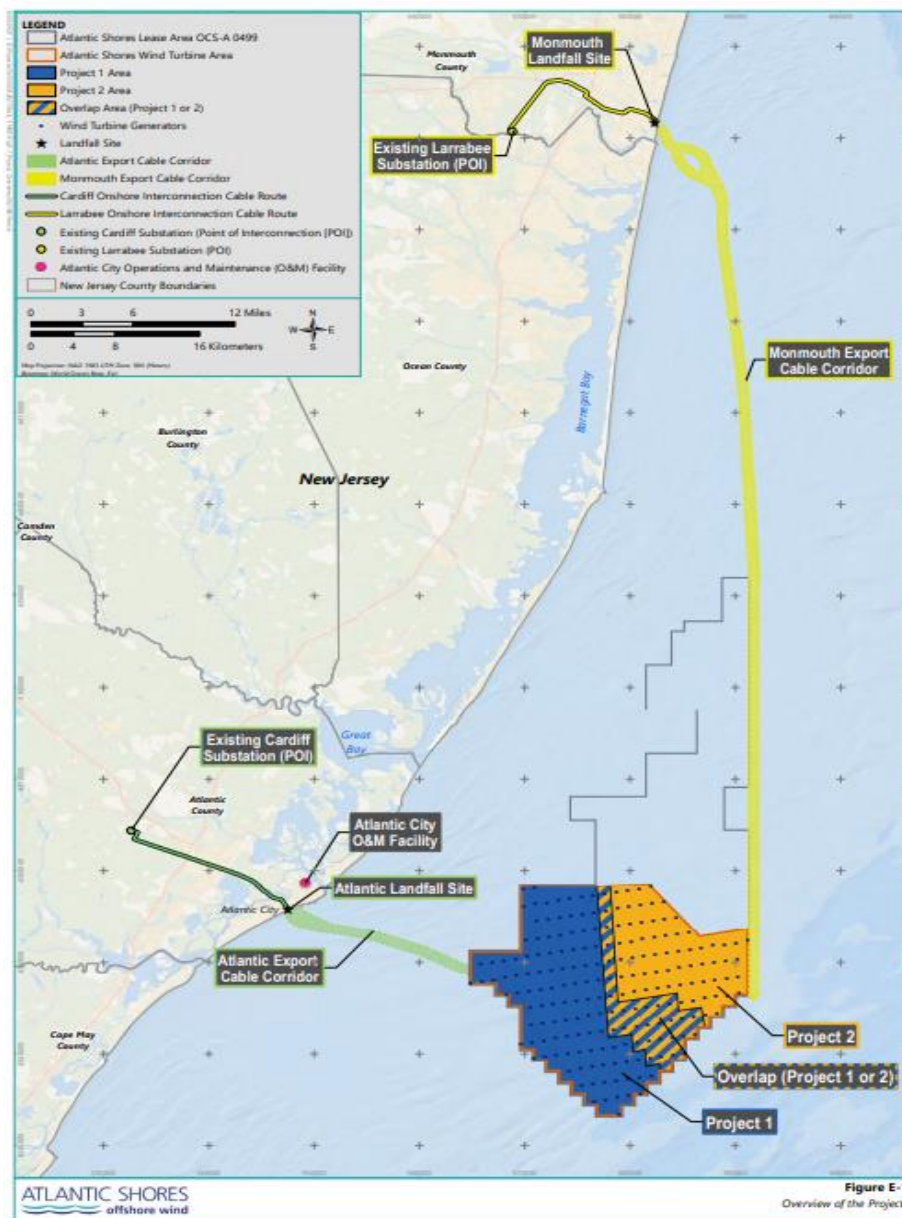 LEGEND
Atlantic Shores Lease Area OCS-A 0499
Atlantic Shores Wind Turbine Area
Project 1 Area
Project 2 Area
Overlap Area (Project 1 or 2)
Wind Turbine Generators
Landfall Site
Atlantic Export Cable Corridor
Monmouth Export Cable Corridor
Cardiff Onshore Interconnection Cable Route
Larrabee Onshore Interconnection Cable Route
Existing Cardiff Substation (Point of Interconnection [POI])
Existing Larrabee Substation (POI)
Atlantic City Operations and Maintenance (O&M) Facility
New Jersey County Boundaries
0 3 6 12 Miles
0 4 8 16 Kilometers
N
W E
S
Monmouth
County
Monmouth
Landfall Site
Existing Larrabee
Substation (POI)
Monmouth Export
Cable Corridor
Ocean County
Barnegat Bay
Burlington
County
New Jersey
Camden
County
Existing Cardiff
Substation (POI)
Great
Bay
Atlantic
County
Atlantic City
O&M Facility
Atlantic Landfall Site
Atlantic City
Atlantic Export
Cable Corridor
Cape May
County
Project 2
Overlap (Project 1 or 2)
Project 1
ATLANTIC SHORES
offshore wind
Figure E-
Overview of the Project